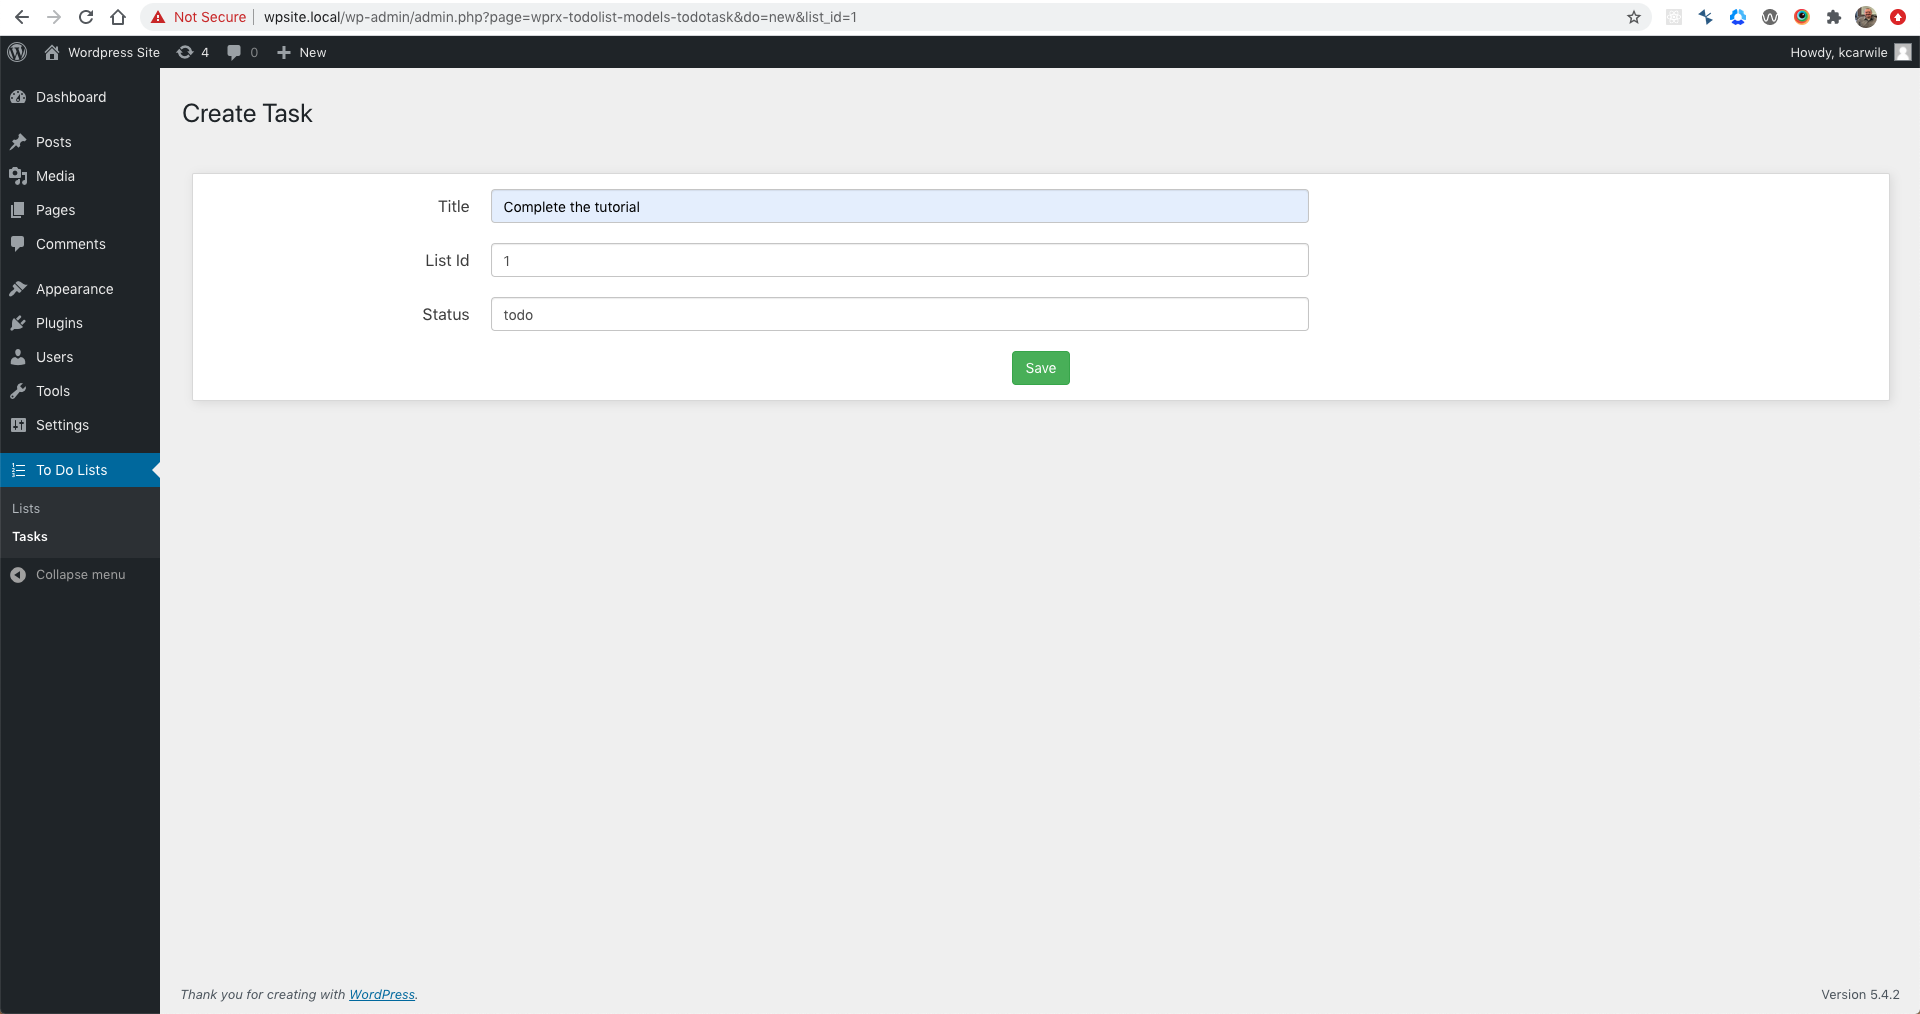 Not Secure wpsite.local/wp-admin/admin.php?page=wprx-todolist-models-todotask&do=new&list_id=1
Wordpress Site 4 0 New Howdy, kcarwile
Dashboard
Posts
Media
Pages
Comments
Appearance
Plugins
Users
Tools
Settings
To Do Lists
Lists
Tasks
Collapse menu
Create Task
Title Complete the tutorial
List Id 1
Status todo
Save
Thank you for creating with WordPress. Version 5.4.2